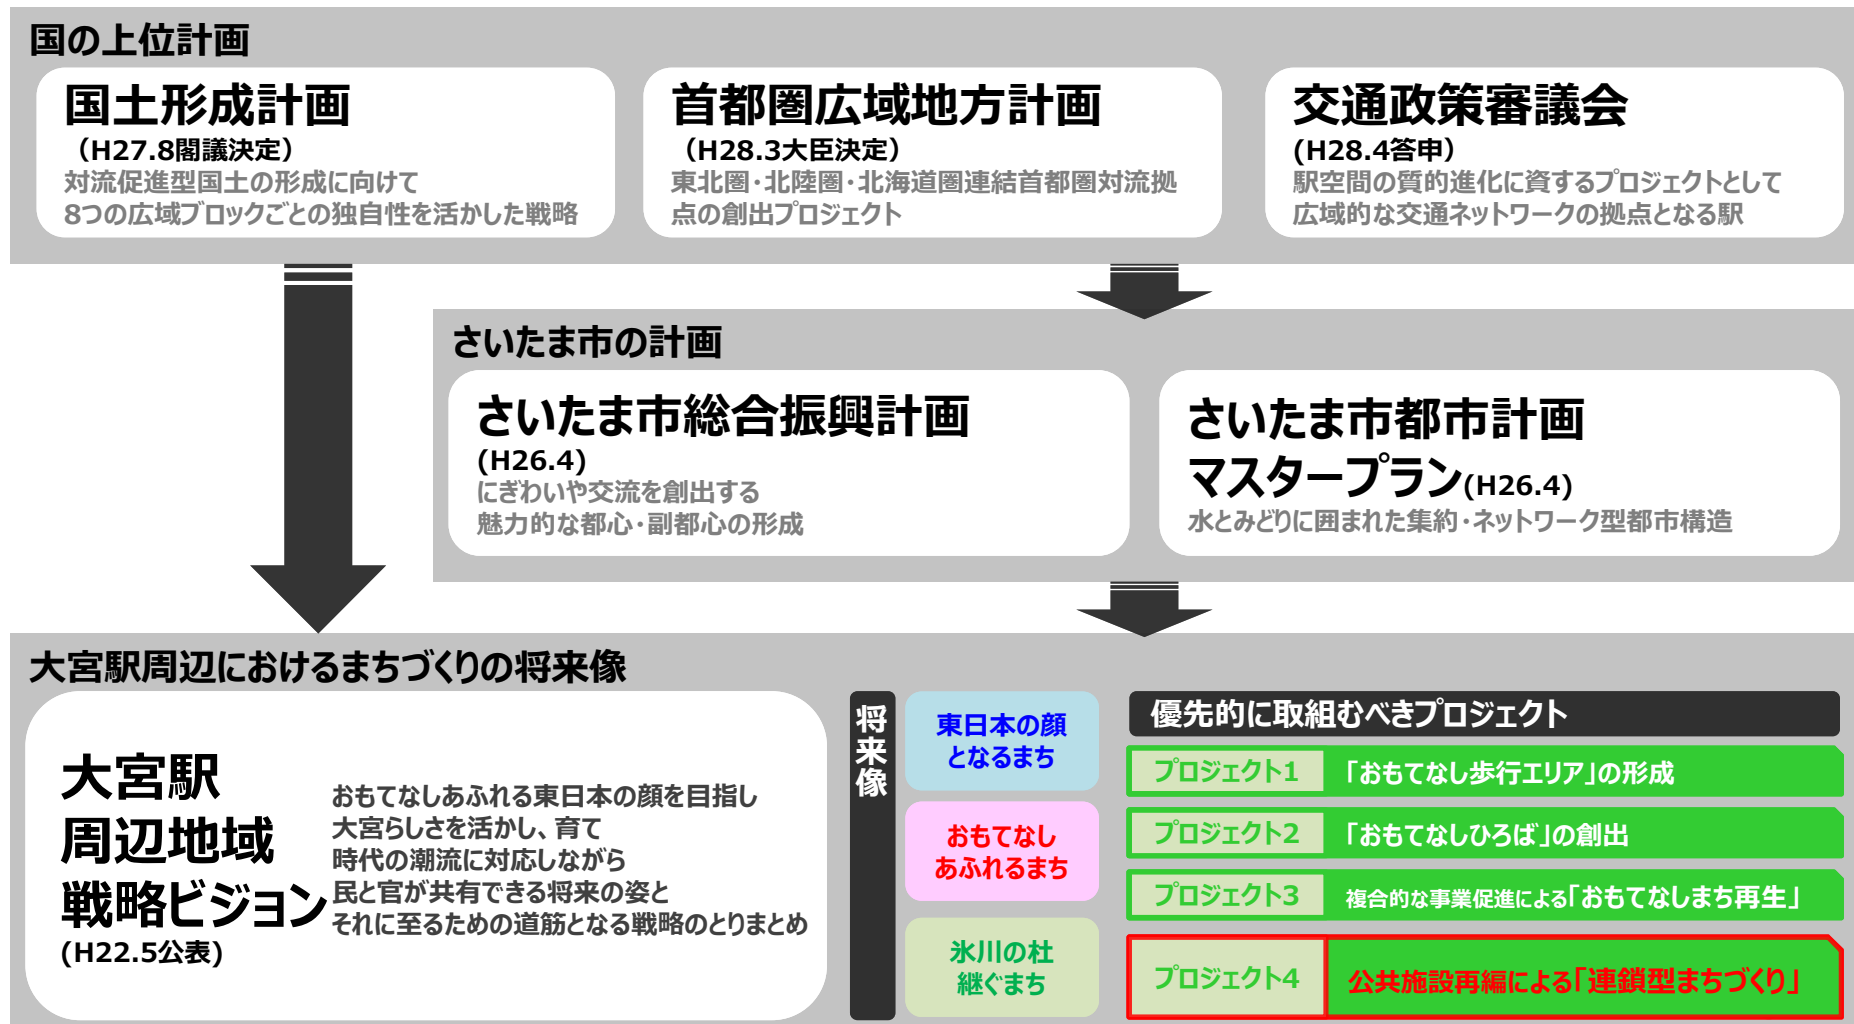 国の上位計画
国土形成計画
（H27.8閣議決定）
対流促進型国土の形成に向けて
8つの広域ブロックごとの独自性を活かした戦略
首都圏広域地方計画
（H28.3大臣決定）
東北圏・北陸圏・北海道圏連結首都圏対流拠
点の創出プロジェクト
交通政策審議会
(H28.4答申）
駅空間の質的進化に資するプロジェクトとして
広域的な交通ネットワークの拠点となる駅
さいたま市の計画
さいたま市総合振興計画
(H26.4)
にぎわいや交流を創出する
魅力的な都心・副都心の形成
さいたま市都市計画
マスタープラン(H26.4)
水とみどりに囲まれた集約・ネットワーク型都市構造
大宮駅周辺におけるまちづくりの将来像
大宮駅
周辺地域
戦略ビジョン
(H22.5公表)
おもてなしあふれる東日本の顔を目指し
大宮らしさを活かし、育て
時代の潮流に対応しながら
民と官が共有できる将来の姿と
それに至るための道筋となる戦略のとりまとめ
将来像
東日本の顔
となるまち
おもてなし
あふれるまち
氷川の杜
継ぐまち
優先的に取組むべきプロジェクト
プロジェクト1 「おもてなし歩行エリア」の形成
プロジェクト2 「おもてなしひろば」の創出
プロジェクト3 複合的な事業促進による「おもてなしまち再生」
プロジェクト4 公共施設再編による「連鎖型まちづくり」